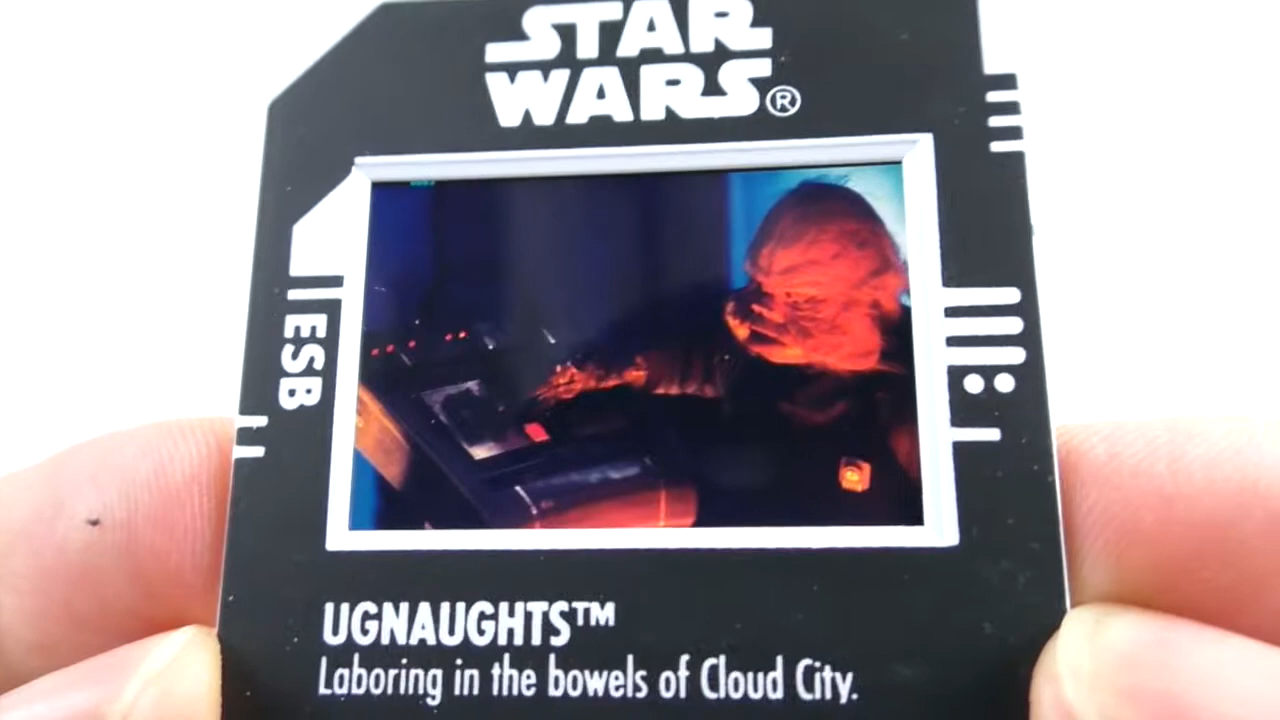 STAR
WARS®
ESB
UGNAUGHTS™
Laboring in the bowels of Cloud City.